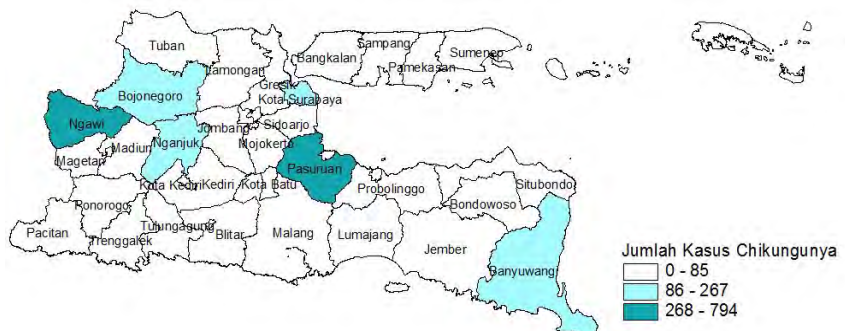 Tuban
Lamongan
Bangkalan
Sampang
Pamekasan
Sumenep
Bojonegoro
Gresik
Kota Surabaya
Ngawi
Nganjuk
Jombang
Sidoarjo
Mojokerto
Magetan
Madiun
Pasuruan
Kota Kediri
Kediri
Kota Batu
Probolinggo
Situbondo
Bondowoso
Ponorogo
Pacitan
Trenggalek
Tulungagung
Blitar
Malang
Lumajang
Jember
Banyuwang
Jumlah Kasus Chikungunya
0 - 85
86 - 267
268 - 794